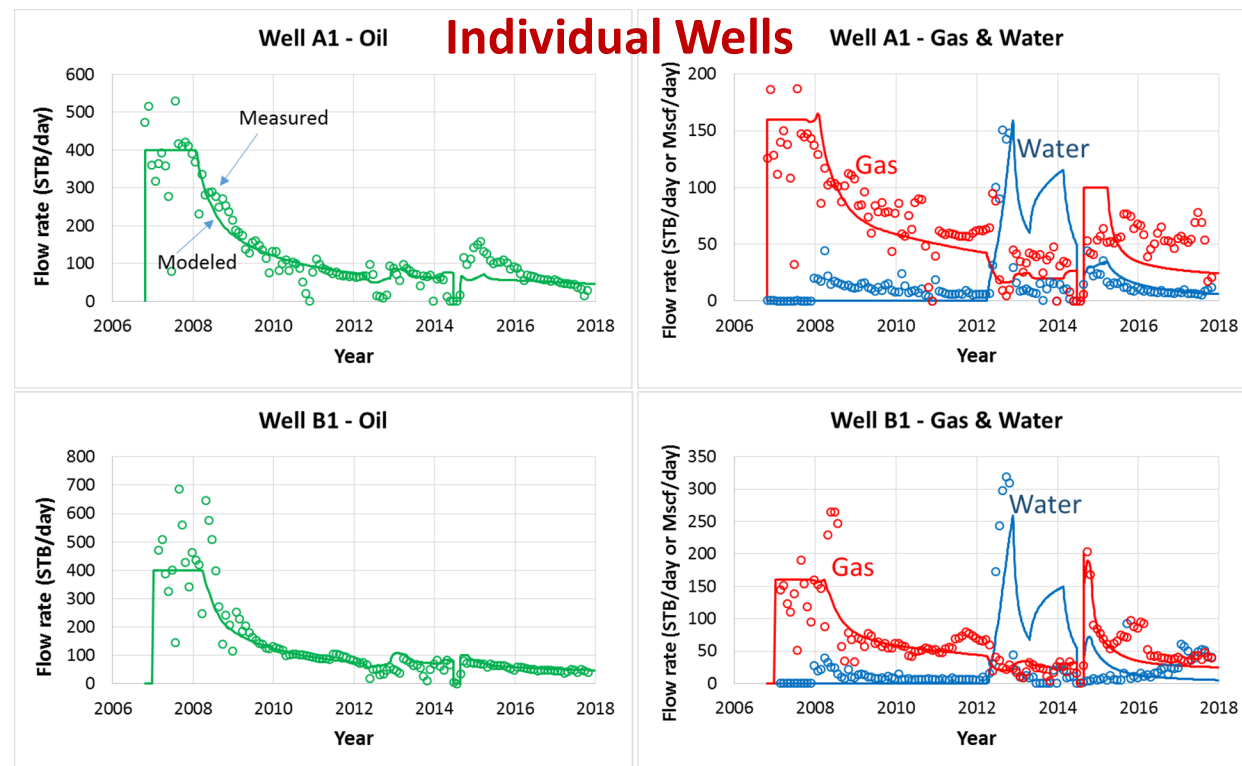 Individual Wells
Well A1 - Oil
Flow rate (STB/day)
600
500
400
300
200
100
0
Measured
Modeled
2006 2008 2010 2012 2014 2016 2018
Year
Well A1 - Gas & Water
Flow rate (STB/day or Mscf/day)
200
150
100
50
0
Gas
Water
2006 2008 2010 2012 2014 2016 2018
Year
Well B1 - Oil
Flow rate (STB/day)
800
700
600
500
400
300
200
100
0
2006 2008 2010 2012 2014 2016 2018
Year
Well B1 - Gas & Water
Flow rate (STB/day or Mscf/day)
350
300
250
200
150
100
50
0
Water
Gas
2006 2008 2010 2012 2014 2016 2018
Year